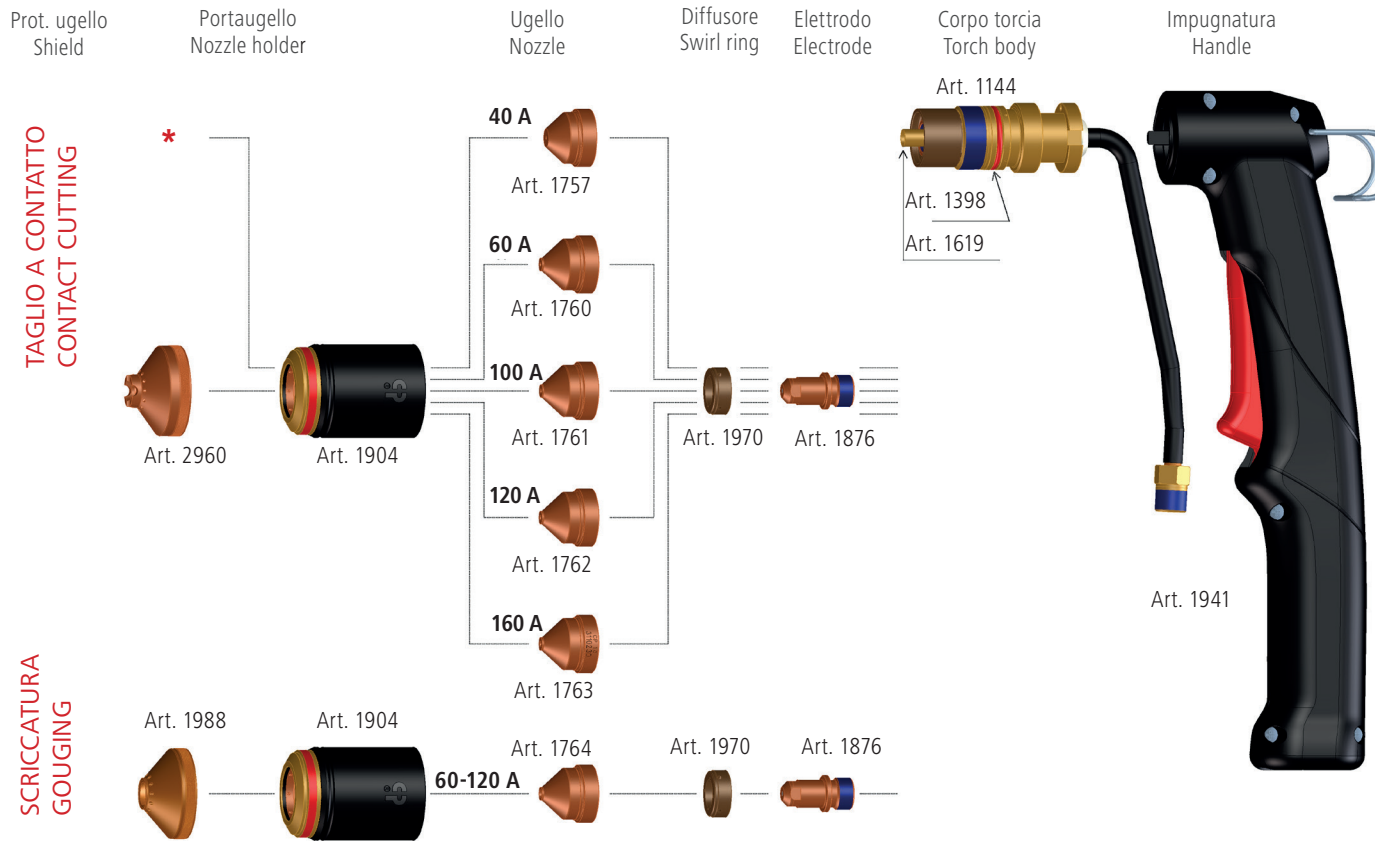 Prot. ugello
Shield
Portaugello
Nozzle holder
Ugello
Nozzle
Diffusore
Swirl ring
Elettrodo
Electrode
Corpo torcia
Torch body
Impugnatura
Handle
TAGLIO A CONTATTO
CONTACT CUTTING
*
40 A
Art. 1757
60 A
Art. 1760
100 A
Art. 1761
120 A
Art. 1762
160 A
Art. 1763
Art. 2960
Art. 1904
CP®
Art. 1970
Art. 1876
Art. 1144
Art. 1398
Art. 1619
Art. 1941
SCRICCATURA
GOUGING
Art. 1988
Art. 1904
CP®
60-120 A
Art. 1764
Art. 1970
Art. 1876